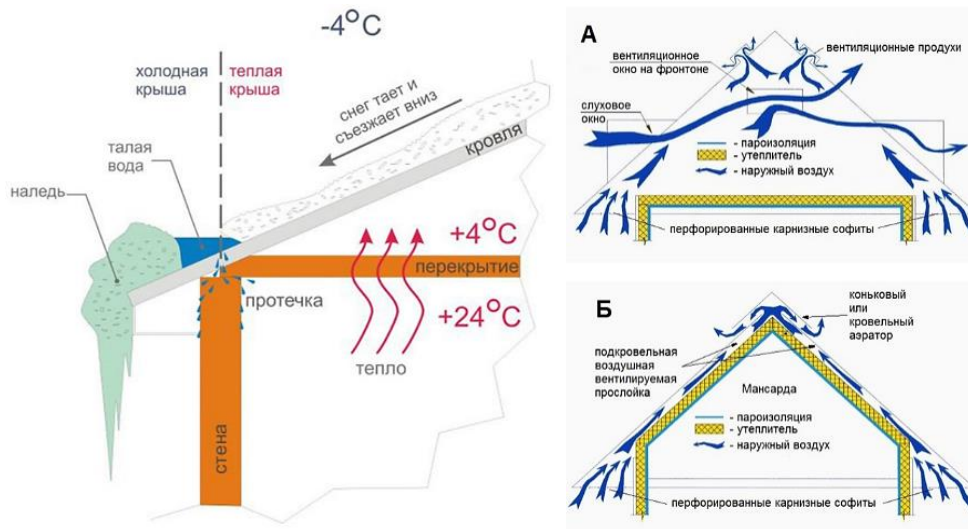 -4°C
холодная
крыша
теплая
крыша
снег тает и
съезжает вниз
кровля
талая
вода
наледь
+4°C
перекрытие
протечка
+24°C
тепло
стена
А
вентиляционное
окно на фронтоне
вентиляционные продухи
слуховое
окно
- пароизоляция
- утеплитель
- наружный воздух
перфорированные карнизные софиты
Б
коньковый
или
кровельный
аэратор
подкровельная
воздушная
вентилируемая
прослойка
Мансарда
- пароизоляция
- утеплитель
- наружный воздух
перфорированные карнизные софиты